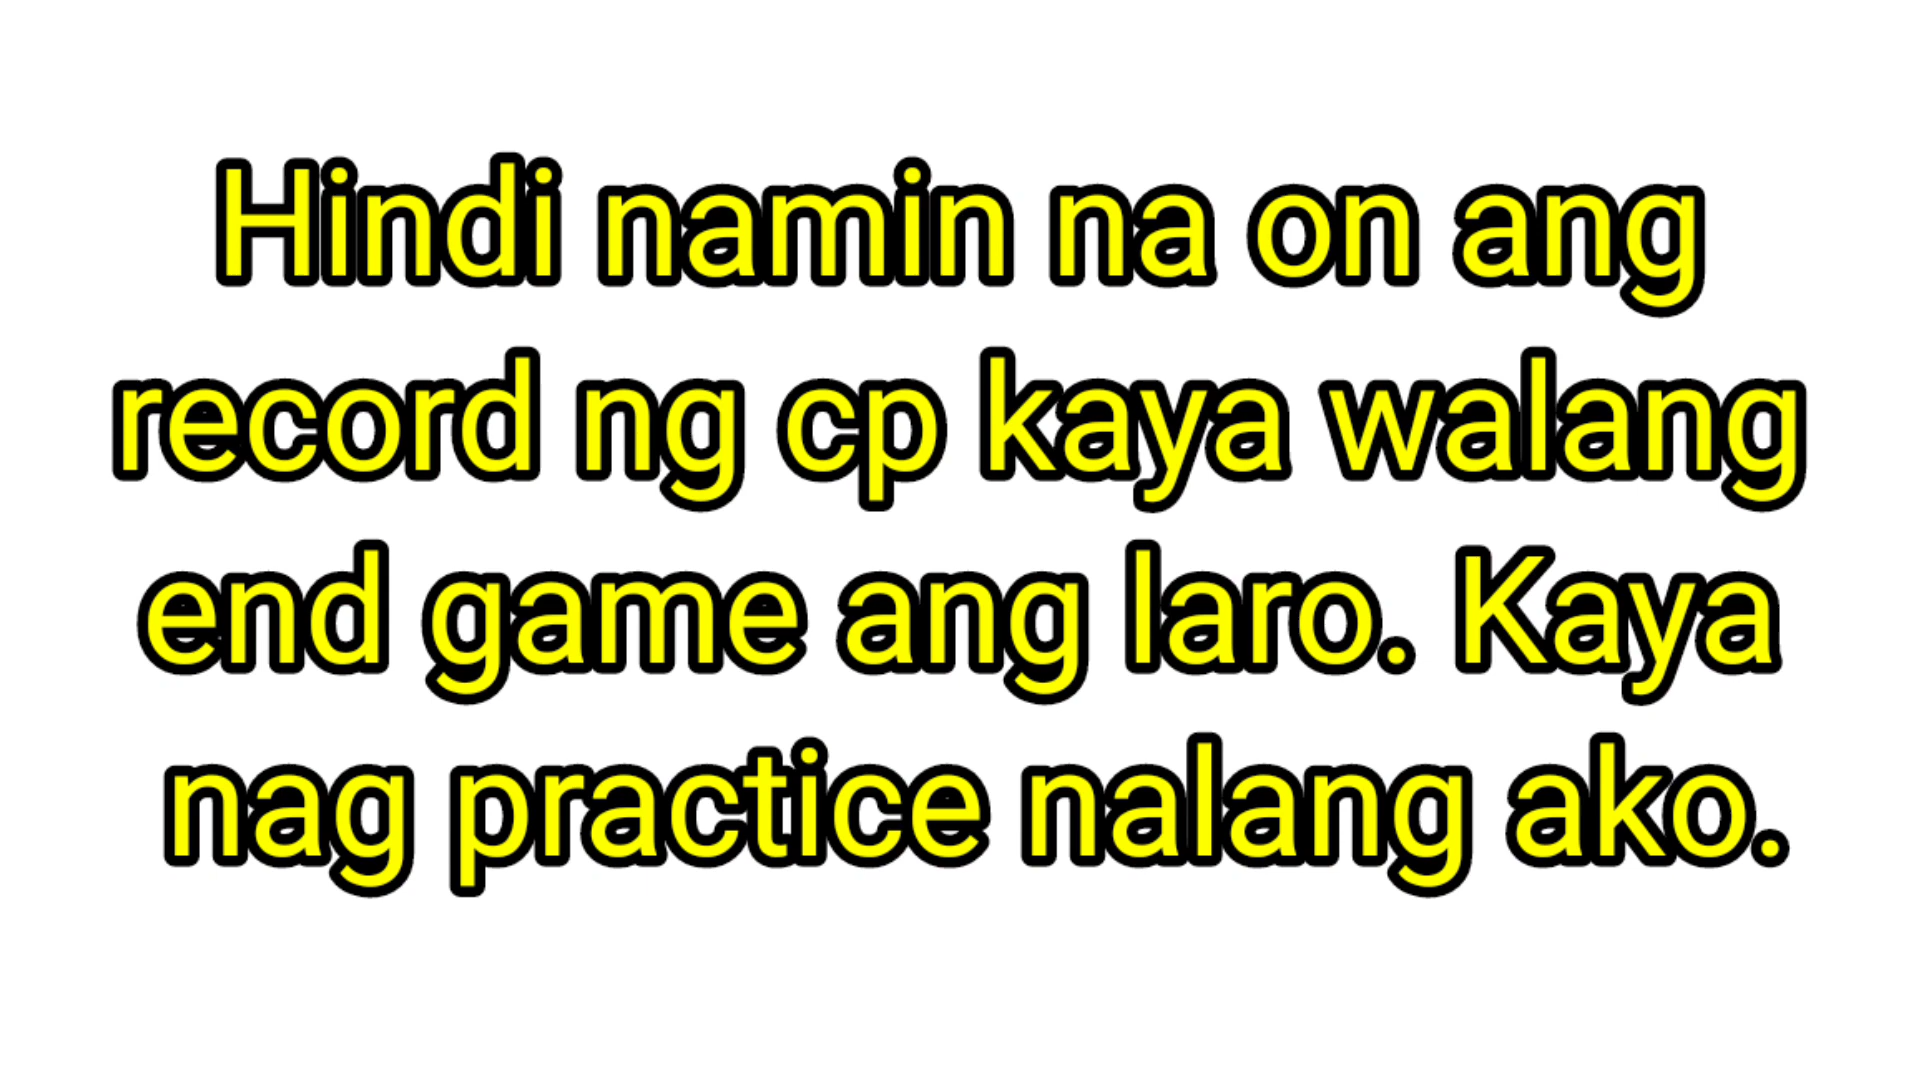 Hindi namin na on ang
record ng cp kaya walang
end game ang laro. Kaya
nag practice nalang ako.